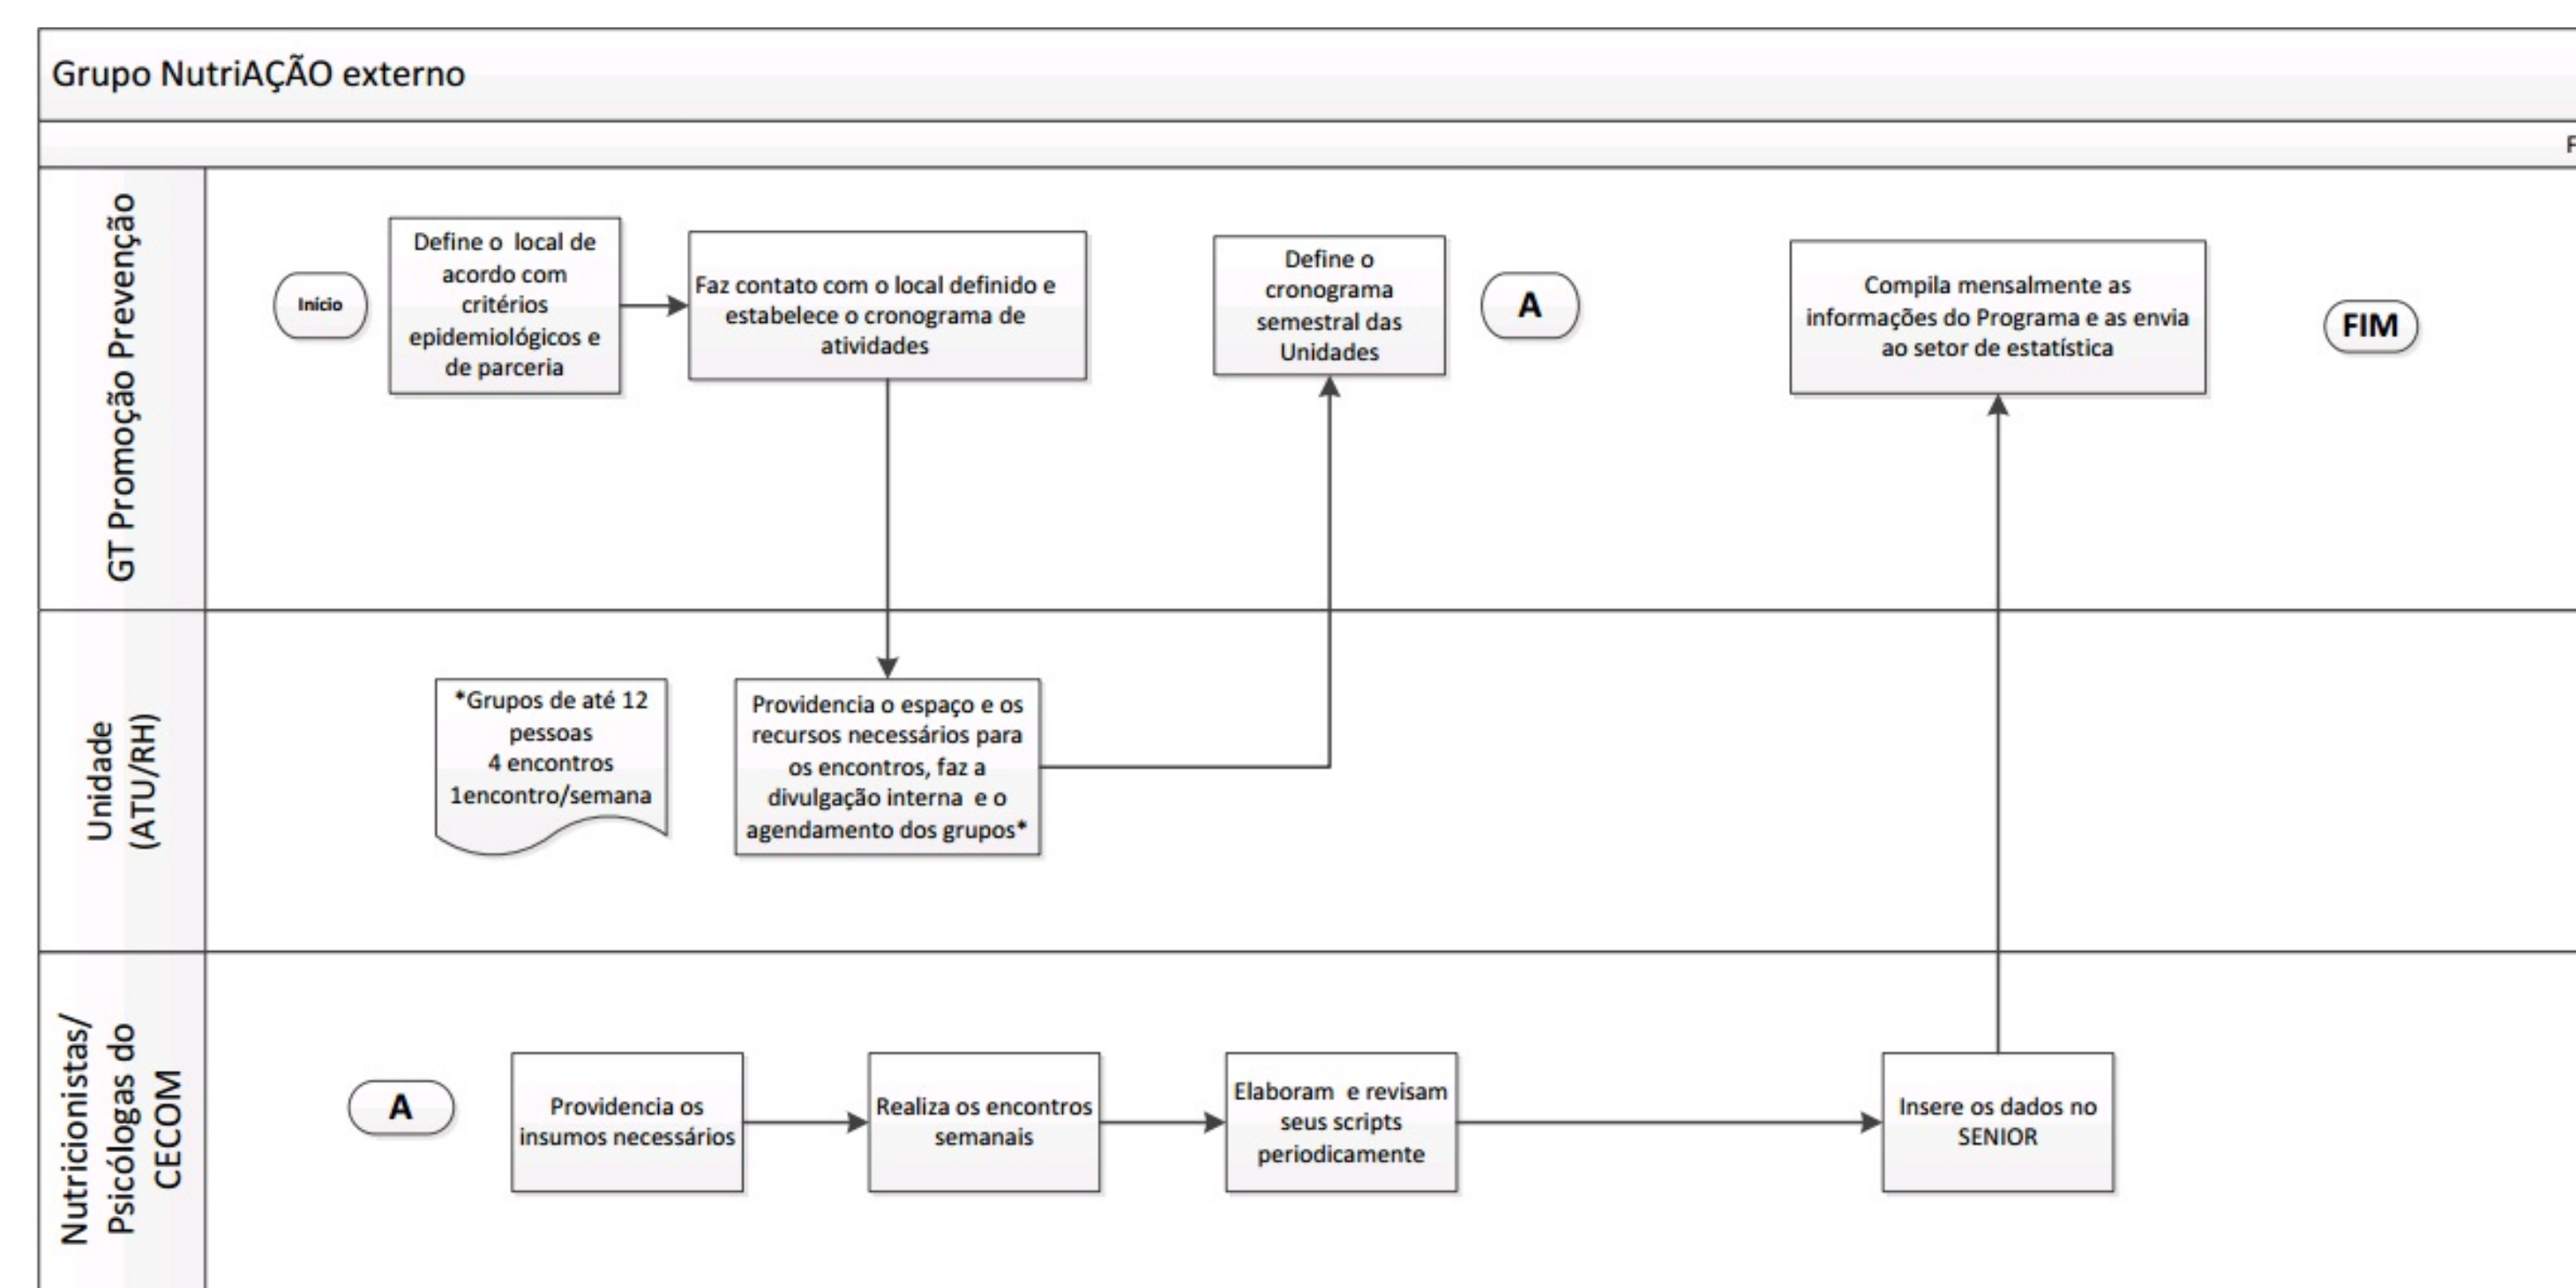 Grupo NutriAÇÃO externo
F
GT Promoção Prevenção
Início
Define o local de
acordo com
critérios
epidemiológicos e
de parceria
Faz contato com o local definido e
estabelece o cronograma de
atividades
Define o
cronograma
semestral das
Unidades
A
Compila mensalmente as
informações do Programa e as envia
ao setor de estatística
FIM
Unidade
(ATU/RH)
*Grupos de até 12
pessoas
4 encontros
1encontro/semana
Providencia o espaço e os
recursos necessários para
os encontros, faz a
divulgação interna e o
agendamento dos grupos*
Nutricionistas/
Psicólogas do
CECOM
A
Providencia os
insumos necessários
Realiza os encontros
semanais
Elaboram e revisam
seus scripts
periodicamente
Insere os dados no
SENIOR